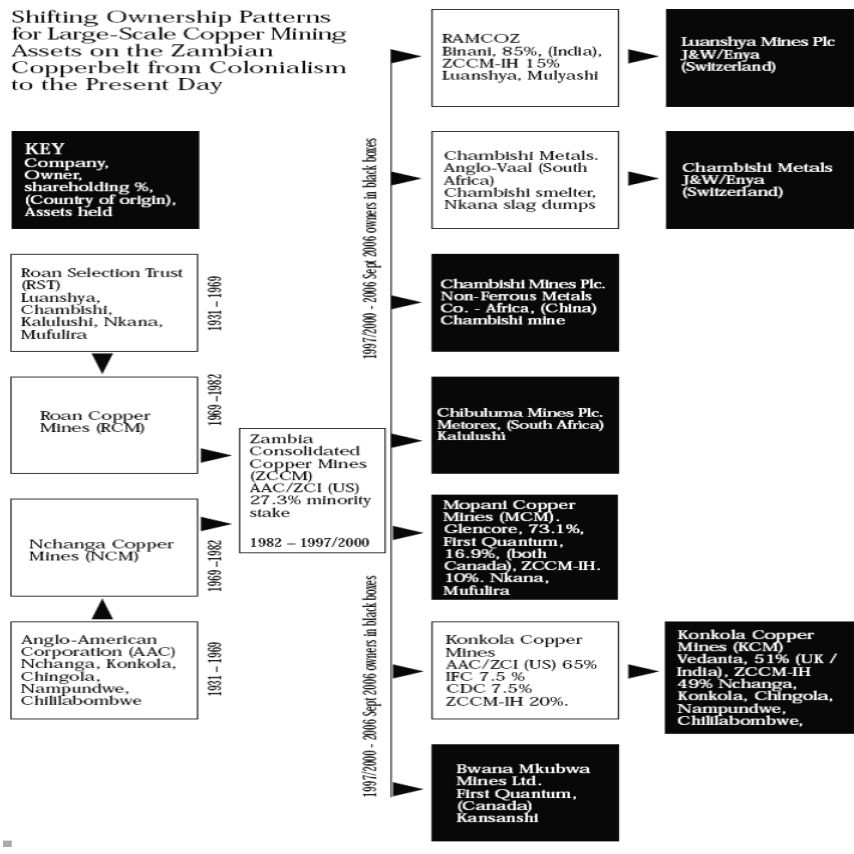 Shifting Ownership Patterns
for Large-Scale Copper Mining
Assets on the Zambian
Copperbelt from Colonialism
to the Present Day
KEY
Company,
Owner,
shareholding %,
(Country of origin),
Assets held
Roan Selection Trust
(RST)
Luanshya,
Chambishi,
Kalulushi, Nkana,
Mufulira
1931 – 1969
Roan Copper
Mines (RCM)
1969 –1982
Nchanga Copper
Mines (NCM)
1969 –1982
Anglo-American
Corporation (AAC)
Nchanga, Konkola,
Chingola,
Nampundwe,
Chililabombwe
1931 – 1969
Zambia
Consolidated
Copper Mines
(ZCCM)
AAC/ZCI (US)
27.3% minority
stake
1982 – 1997/2000
1997/2000 - 2006 Sept 2006 owners in black boxes
1997/2000 - 2006 Sept 2006 owners in black boxes
RAMCOZ
Binani, 85%, (India),
ZCCM-IH 15%
Luanshya, Mulyashi
Luanshya Mines Plc
J&W/Enya
(Switzerland)
Chambishi Metals.
Anglo-Vaal (South
Africa)
Chambishi smelter,
Nkana slag dumps
Chambishi Metals
J&W/Enya
(Switzerland)
Chambishi Mines Plc.
Non-Ferrous Metals
Co. - Africa, (China)
Chambishi mine
Chibuluma Mines Plc.
Metorex, (South Africa)
Kalulushi
Mopani Copper
Mines (MCM).
Glencore, 73.1%,
First Quantum,
16.9%, (both
Canada), ZCCM-IH.
10%. Nkana,
Mufulira
Konkola Copper
Mines
AAC/ZCI (US) 65%
IFC 7.5 %
CDC 7.5%
ZCCM-IH 20%.
Konkola Copper
Mines (KCM)
Vedanta, 51% (UK /
India), ZCCM-IH
49% Nchanga,
Konkola, Chingola,
Nampundwe,
Chililabombwe,
Bwana Mkubwa
Mines Ltd.
First Quantum,
(Canada)
Kansanshi